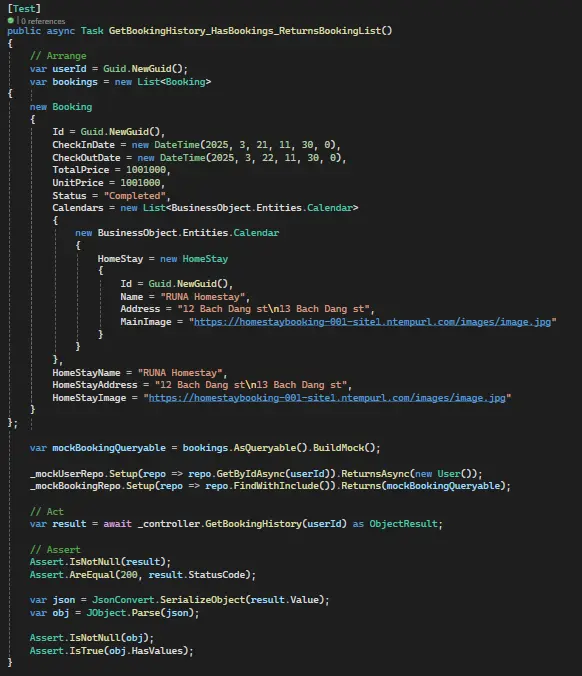 [Test]
| 0 references
public async Task GetBookingHistory_HasBookings_ReturnsBookingList()
{
// Arrange
var userId = Guid.NewGuid();
var bookings = new List<Booking>
{
new Booking
{
Id = Guid.NewGuid(),
CheckInDate = new DateTime(2025, 3, 21, 11, 30, 0),
CheckOutDate = new DateTime(2025, 3, 22, 11, 30, 0),
TotalPrice = 1001000,
UnitPrice = 1001000,
Status = "Completed",
Calendars = new List<BusinessObject.Entities.Calendar>
{
new BusinessObject.Entities.Calendar
{
HomeStay = new HomeStay
{
Id = Guid.NewGuid(),
Name = "RUNA Homestay",
Address = "12 Bach Dang st\n13 Bach Dang st",
MainImage = "https://homestaybooking-001-site1.ntempurl.com/images/image.jpg"
}
}
},
HomeStayName = "RUNA Homestay",
HomeStayAddress = "12 Bach Dang st\n13 Bach Dang st",
HomeStayImage = "https://homestaybooking-001-site1.ntempurl.com/images/image.jpg"
}
};
var mockBookingQueryable = bookings.AsQueryable().BuildMock();
_mockUserRepo.Setup(repo => repo.GetByIdAsync(userId)).ReturnsAsync(new User());
_mockBookingRepo.Setup(repo => repo.FindWithInclude()).Returns(mockBookingQueryable);
// Act
var result = await _controller.GetBookingHistory(userId) as ObjectResult;
// Assert
Assert.IsNotNull(result);
Assert.AreEqual(200, result.StatusCode);
var json = JsonConvert.SerializeObject(result.Value);
var obj = JObject.Parse(json);
Assert.IsNotNull(obj);
Assert.IsTrue(obj.HasValues);
}